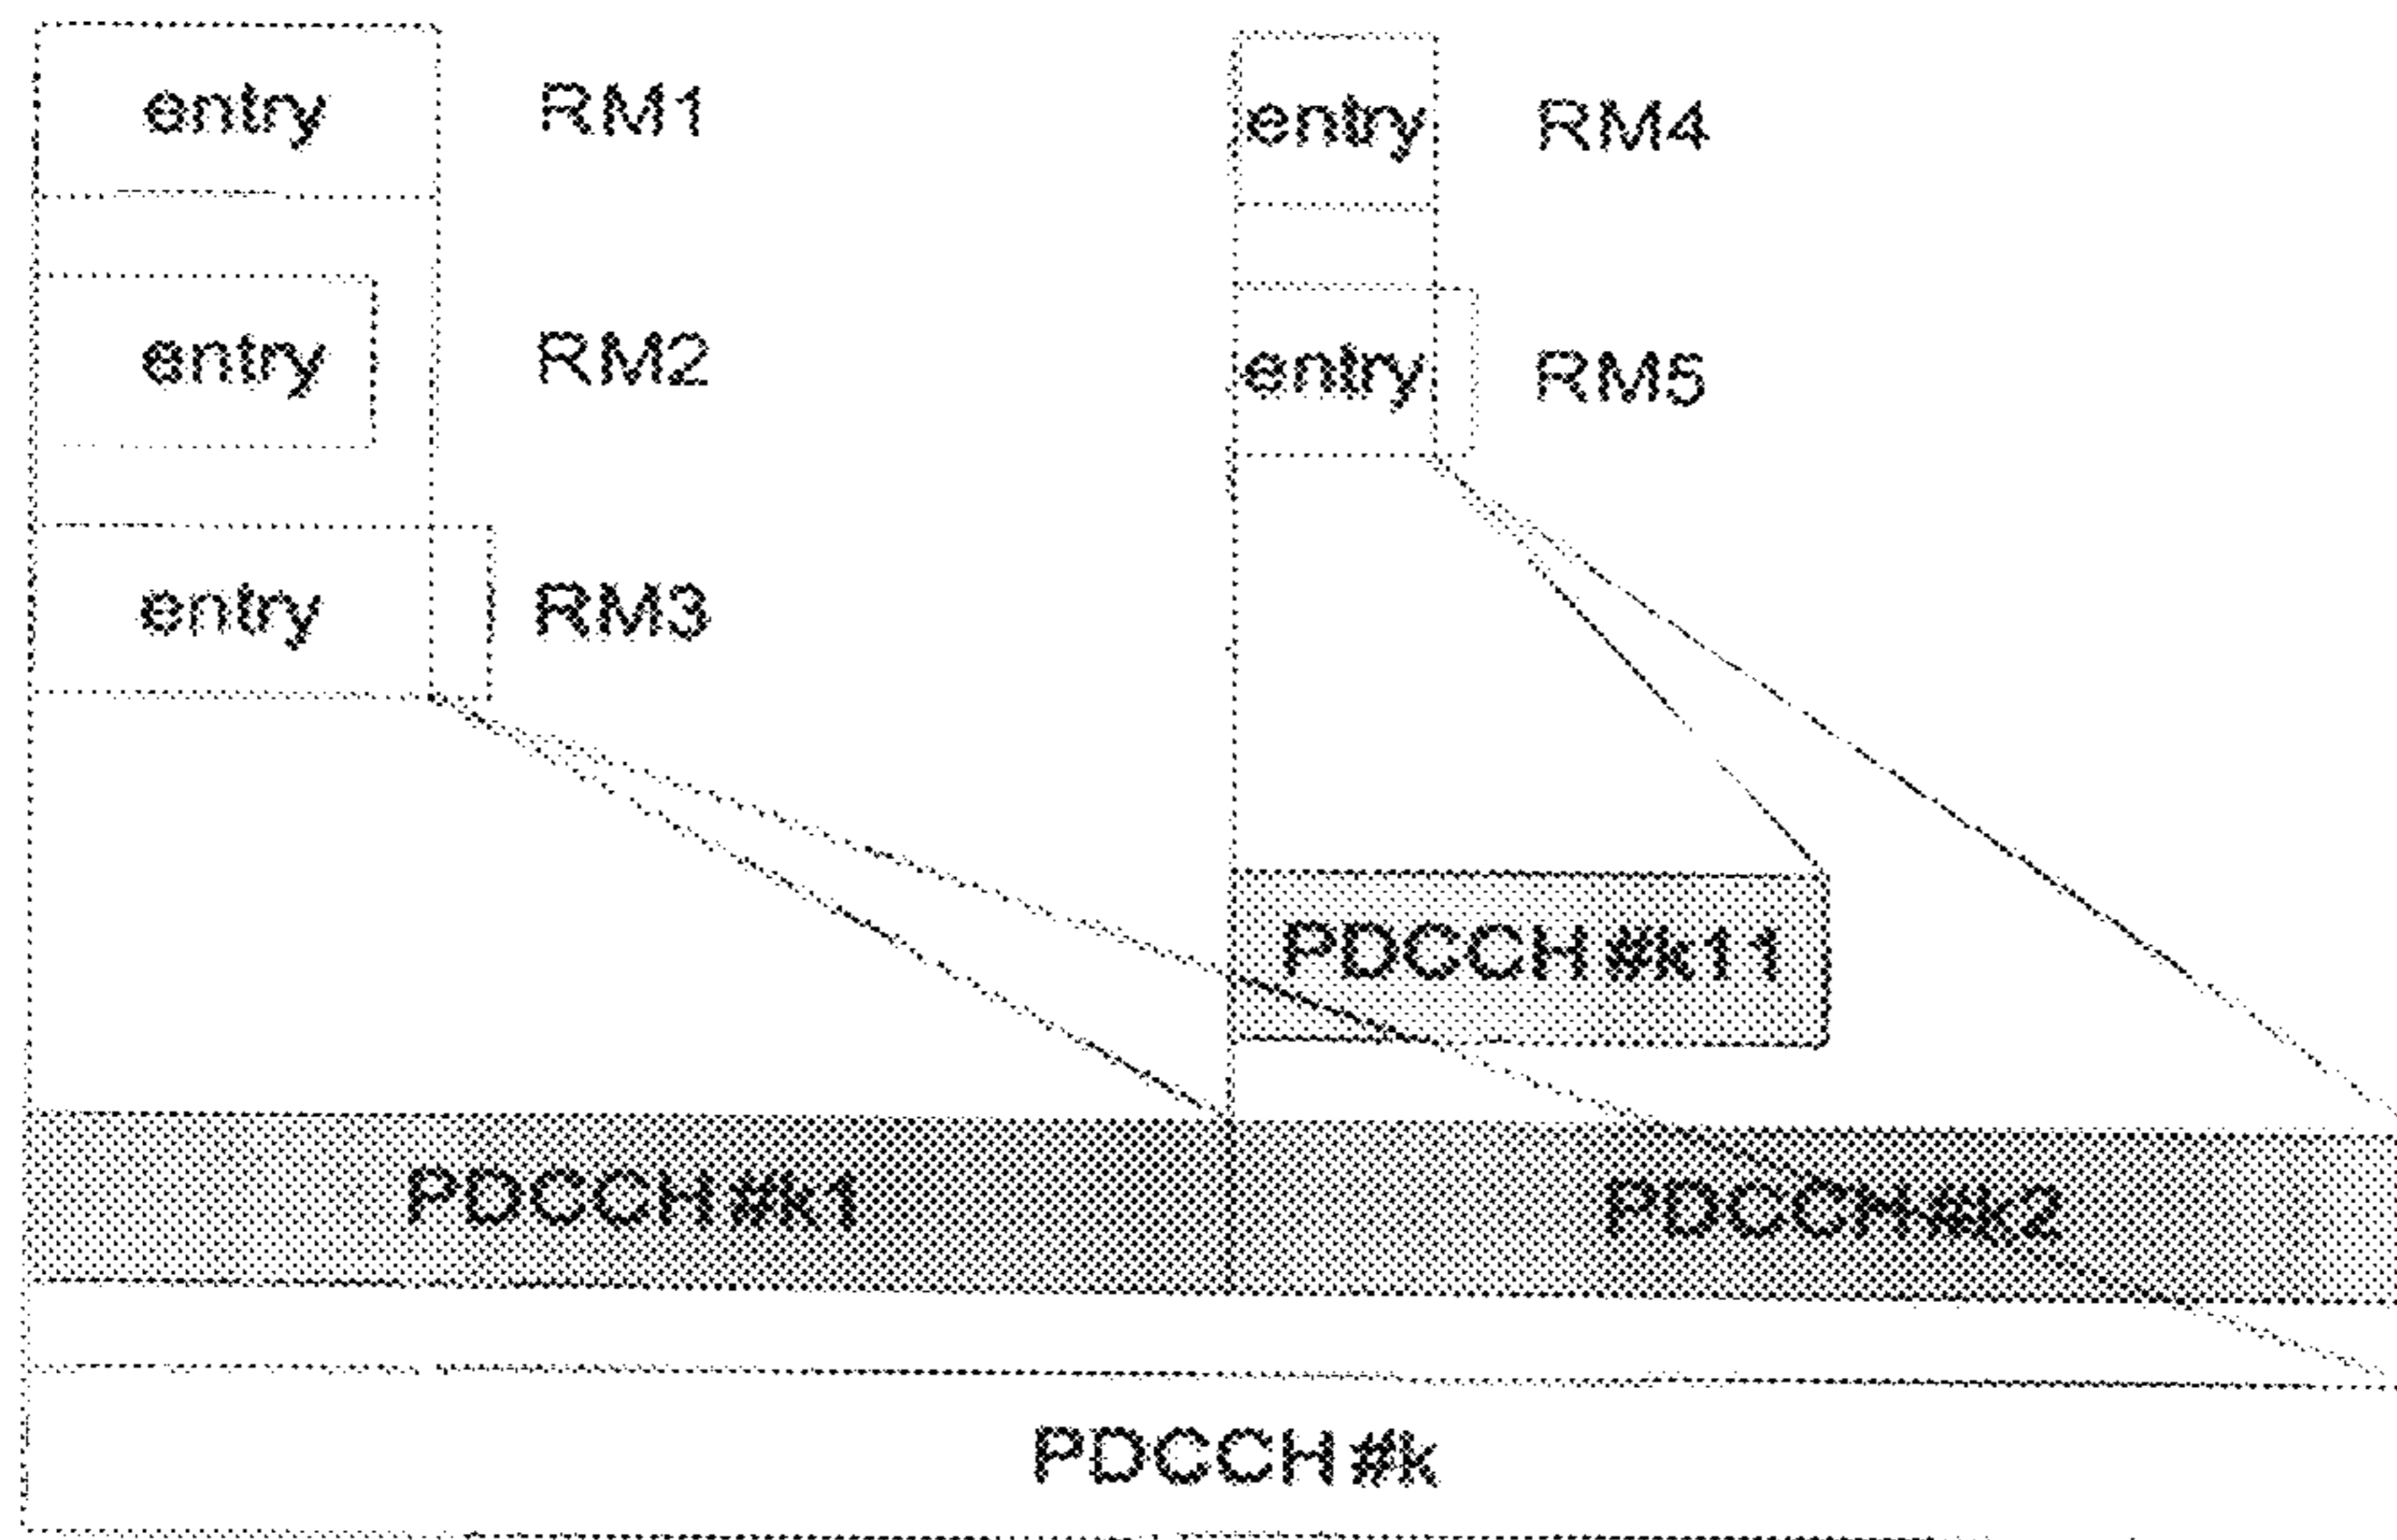 entry RM1
entry RM4
entry RM2
entry RM5
entry RM3
PDCCH #k11
PDCCH #k1
PDCCH #k2
PDCCH #k